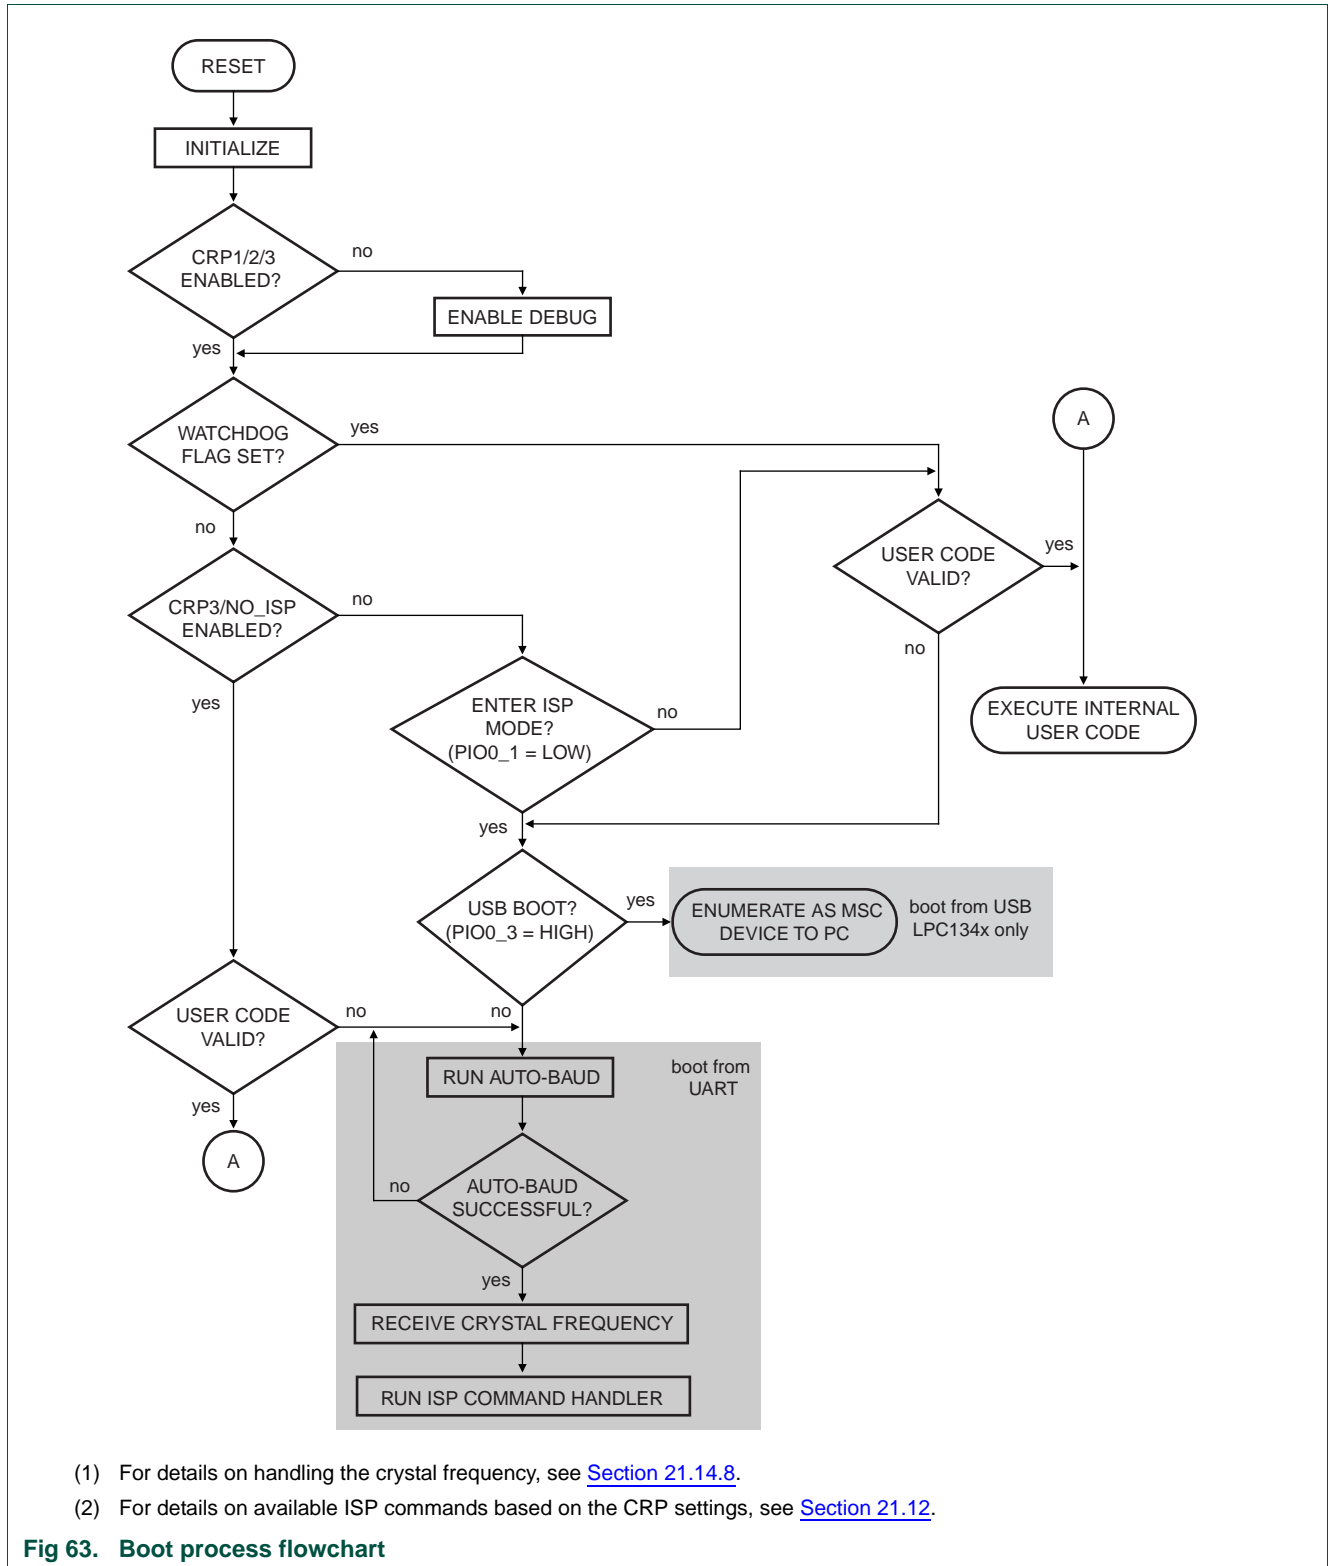 RESET
INITIALIZE
CRP1/2/3
ENABLED?
no
ENABLE DEBUG
yes
WATCHDOG
FLAG SET?
yes
A
no
USER CODE
VALID?
yes
no
CRP3/NO_ISP
ENABLED?
no
yes
ENTER ISP
MODE?
(PIO0_1 = LOW)
no
EXECUTE INTERNAL
USER CODE
yes
USB BOOT?
(PIO0_3 = HIGH)
yes
ENUMERATE AS MSC
DEVICE TO PC
boot from USB
LPC134x only
no
USER CODE
VALID?
no
yes
A
RUN AUTO-BAUD
boot from
UART
AUTO-BAUD
SUCCESSFUL?
no
yes
RECEIVE CRYSTAL FREQUENCY
RUN ISP COMMAND HANDLER
(1) For details on handling the crystal frequency, see Section 21.14.8.
(2) For details on available ISP commands based on the CRP settings, see Section 21.12.
Fig 63. Boot process flowchart